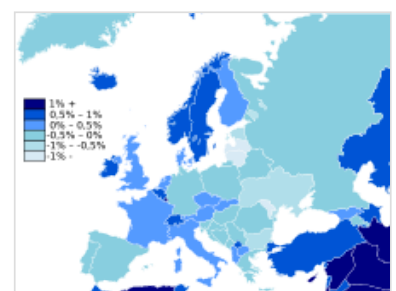 1% +
0,5% – 1%
0% – 0,5%
-0,5% – 0%
-1% – -0,5%
-1% -